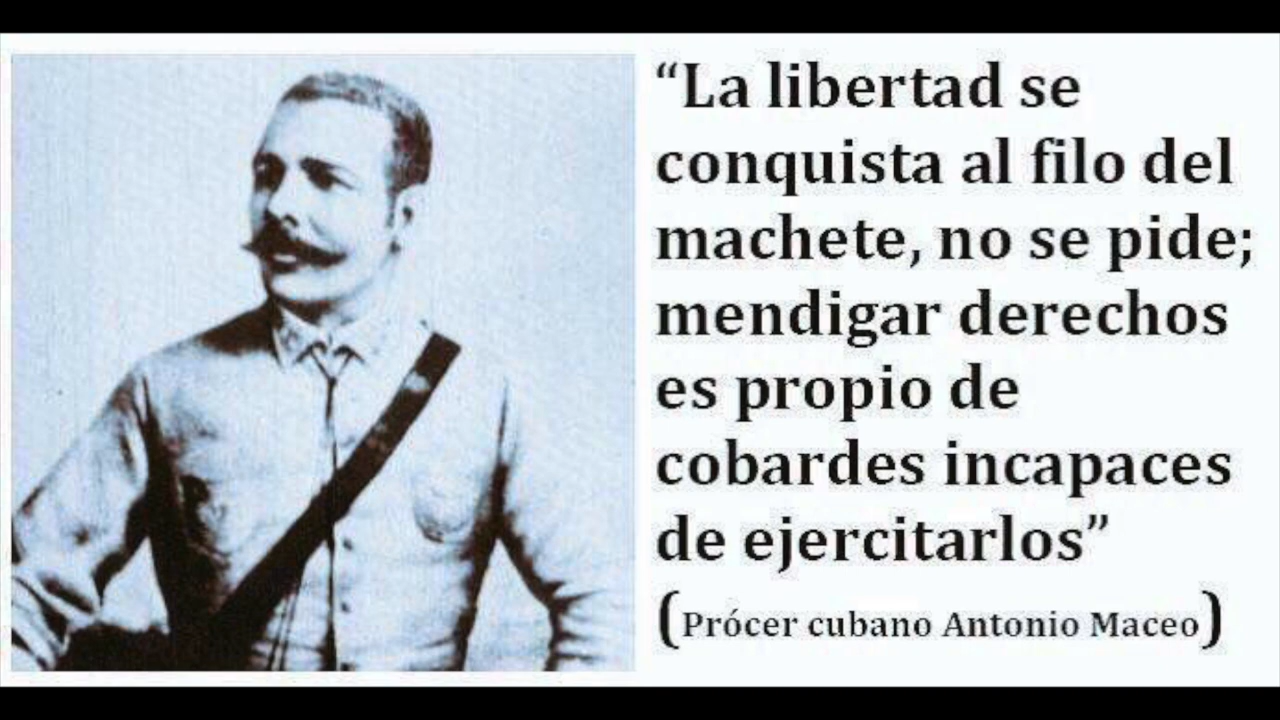 “La libertad se
conquista al filo del
machete, no se pide;
mendigar derechos
es propio de
cobardes incapaces
de ejercitarlos”
(Prócer cubano Antonio Maceo)